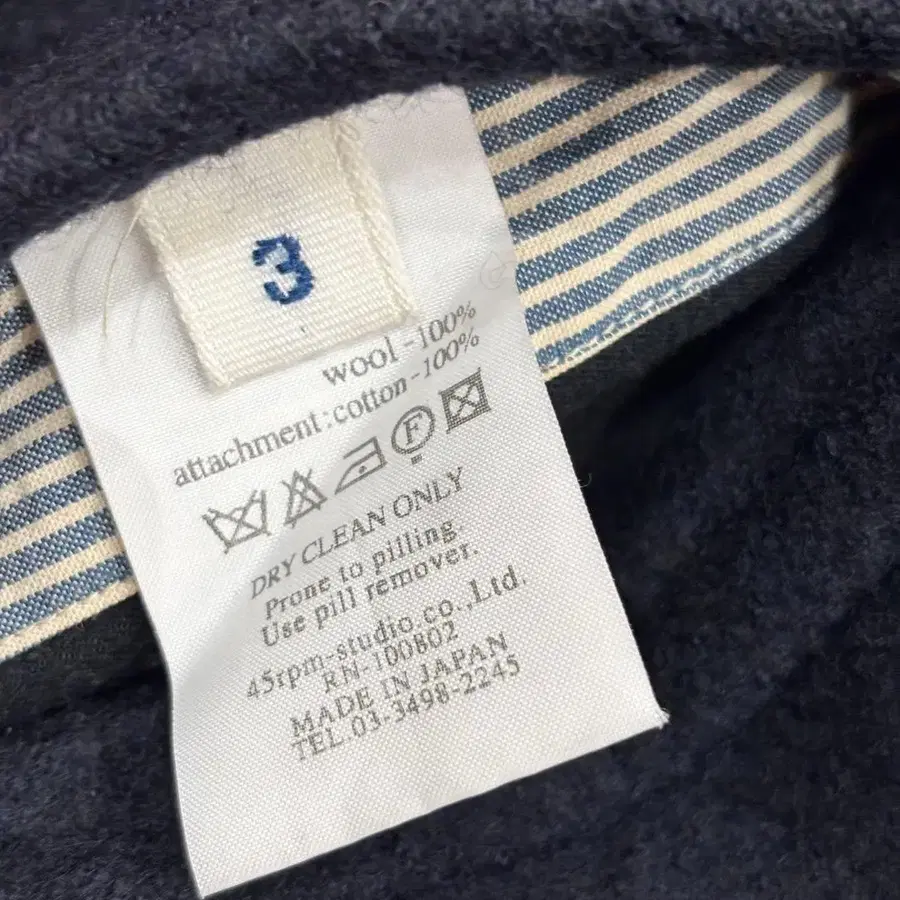 3
wool-100%
attachment:cotton-100%
F
DRY CLEAN ONLY
Prone to pilling
Use pill remover.
45rpm-studio co.,Ltd.
RN-100802
MADE IN JAPAN
TEL.03-3498-2245